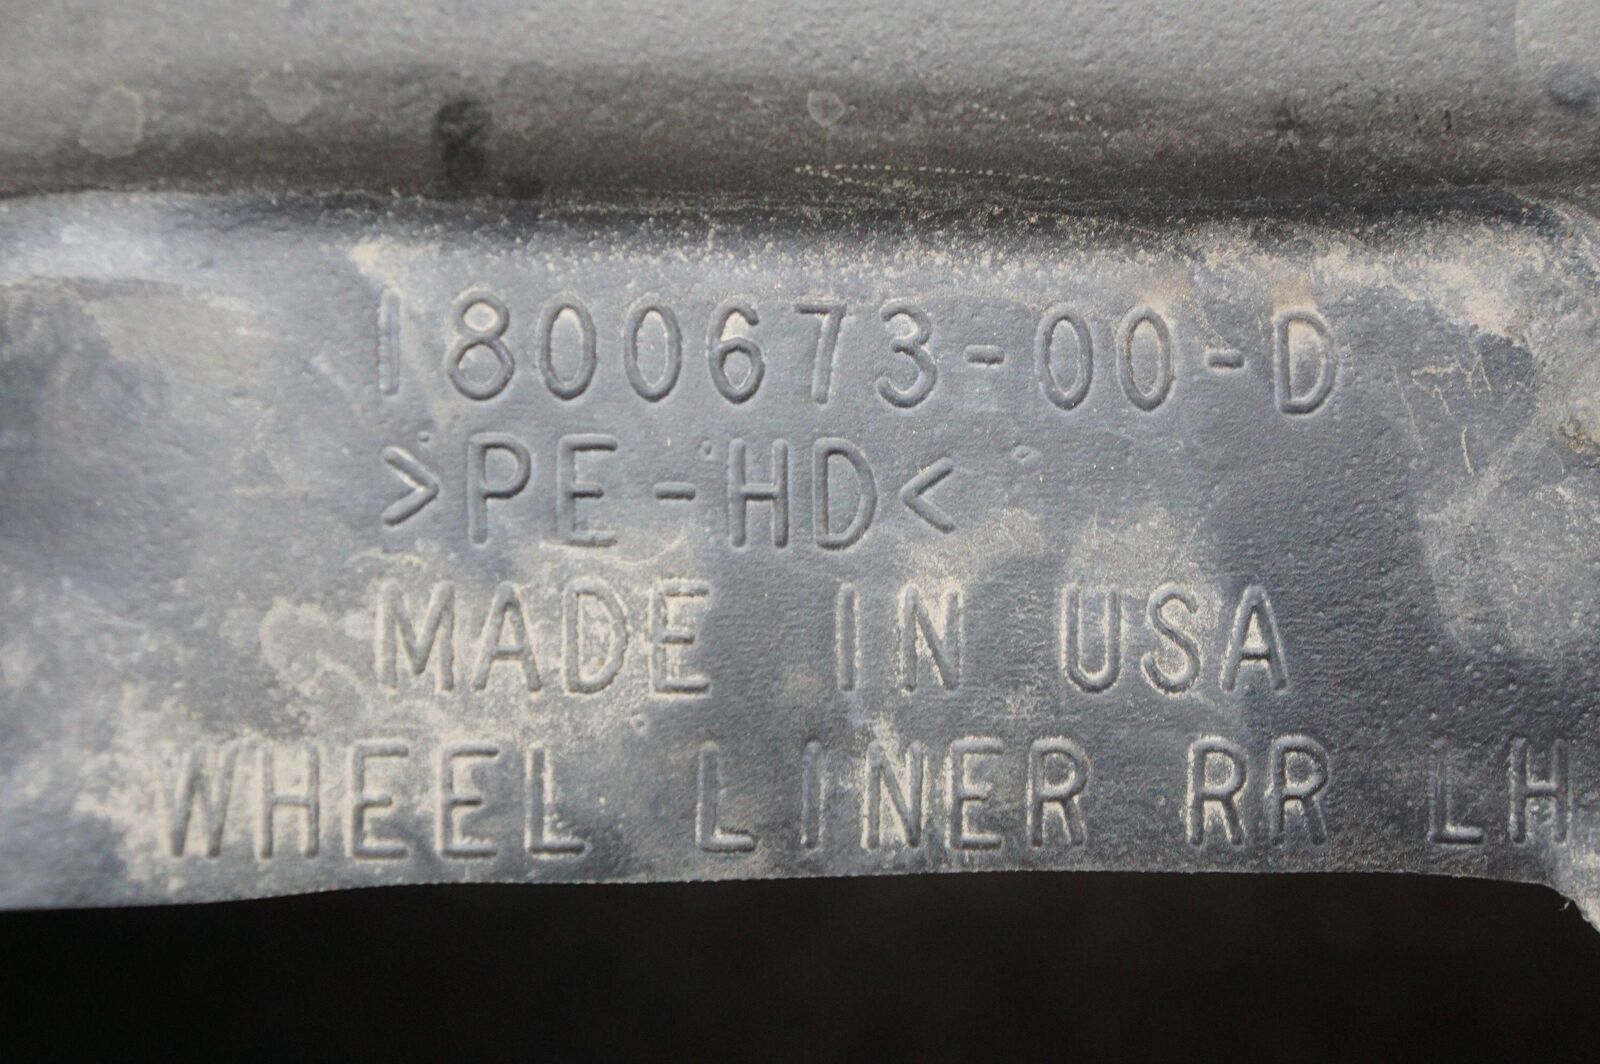 1800673-00-D
>PE-HD<
MADE IN USA
WHEEL LINER RR LH